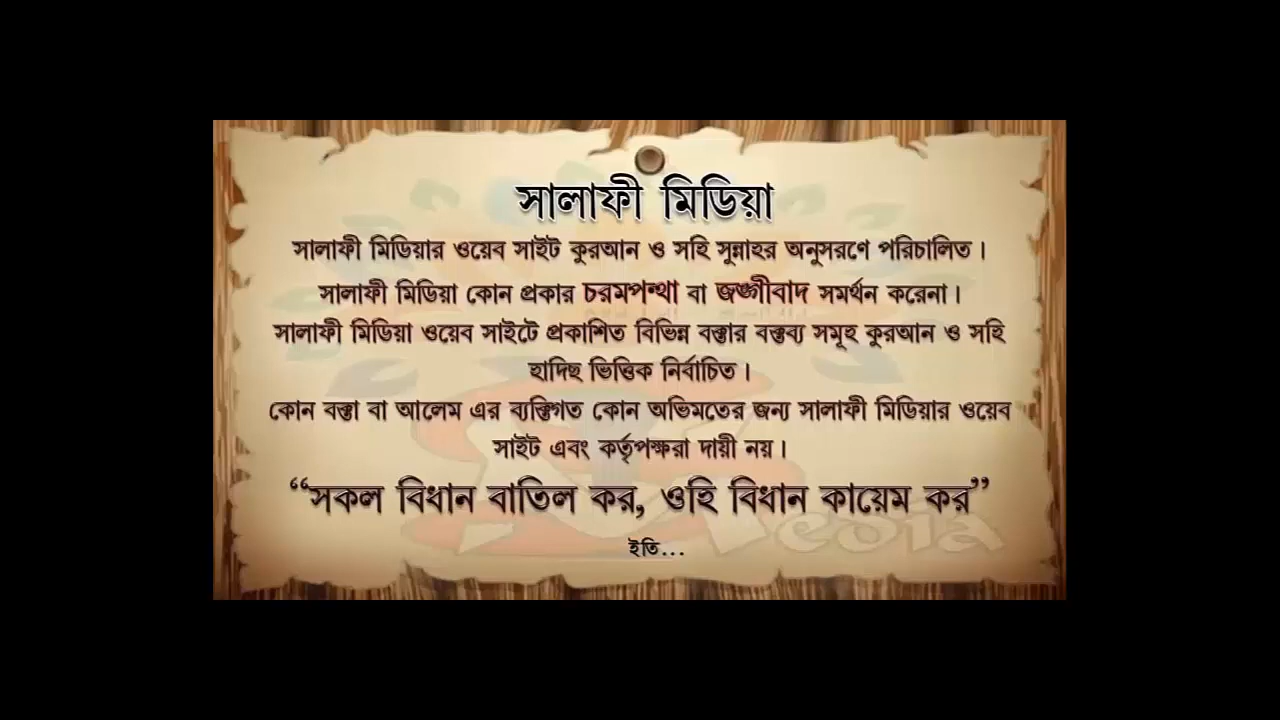 সালাফী মিডিয়া
সালাফী মিডিয়ার ওয়েব সাইট কুরআন ও সহি সুন্নাহর অনুসরণে পরিচালিত।
সালাফী মিডিয়া কোন প্রকার চরমপন্থা বা জঙ্গীবাদ সমর্থন করেনা।
সালাফী মিডিয়া ওয়েব সাইটে প্রকাশিত বিভিন্ন বক্তার বক্তব্য সমূহ কুরআন ও সহি
হাদিছ ভিত্তিক নির্বাচিত।
কোন বক্তা বা আলেম এর ব্যক্তিগত কোন অভিমতের জন্য সালাফী মিডিয়ার ওয়েব
সাইট এবং কর্তৃপক্ষরা দায়ী নয়।
“সকল বিধান বাতিল কর, ওহি বিধান কায়েম কর”
ইতি...
edia